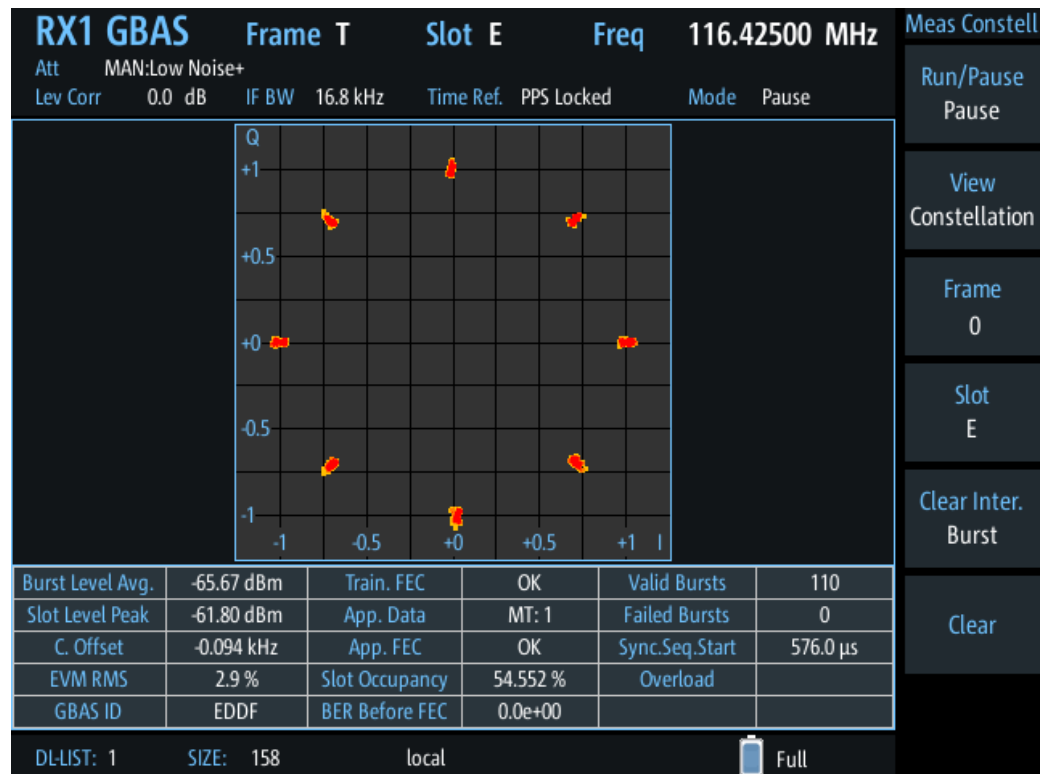 RX1 GBAS Frame T Slot E Freq 116.42500 MHz
Att MAN:Low Noise+
Lev Corr 0.0 dB IF BW 16.8 kHz Time Ref. PPS Locked Mode Pause
Meas Constell
Run/Pause
Pause
View
Constellation
Frame
0
Slot
E
Clear Inter.
Burst
Clear
Q
+1
+0.5
+0
-0.5
-1
-1 -0.5 +0 +0.5 +1 I
Burst Level Avg. -65.67 dBm Train. FEC OK Valid Bursts 110
Slot Level Peak -61.80 dBm App. Data MT: 1 Failed Bursts 0
C. Offset -0.094 kHz App. FEC OK Sync.Seq.Start 576.0 µs
EVM RMS 2.9 % Slot Occupancy 54.552 % Overload
GBAS ID EDDF BER Before FEC 0.0e+00
DL-LIST: 1 SIZE: 158 local Full